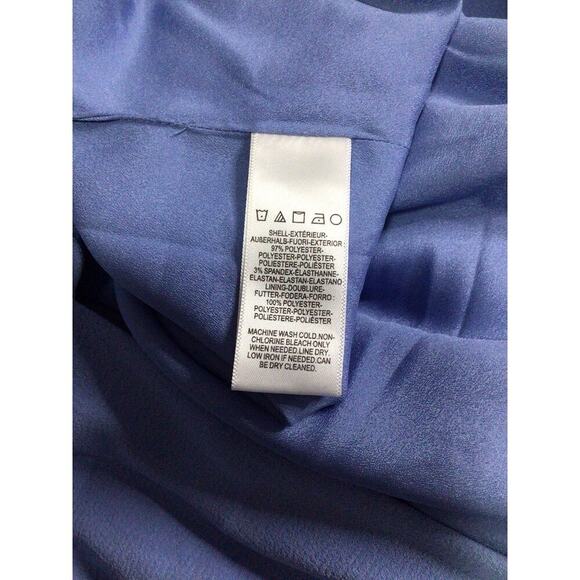 SHELL-EXTÉRIEUR-
AUßERHALB-FUORI-EXTERIOR :
97% POLYESTER-
POLYESTER-POLYESTER-
POLIESTERE-POLIÉSTER
3% SPANDEX-ÉLASTHANNE-
ELASTAN-ELASTAN-ELASTANO
LINING-DOUBLURE-
FUTTER-FODERA-FORRO :
100% POLYESTER-
POLYESTER-POLYESTER-
POLIESTERE-POLIÉSTER
MACHINE WASH COLD.NON-
CHLORINE BLEACH ONLY
WHEN NEEDED.LINE DRY.
LOW IRON IF NEEDED.CAN
BE DRY CLEANED.